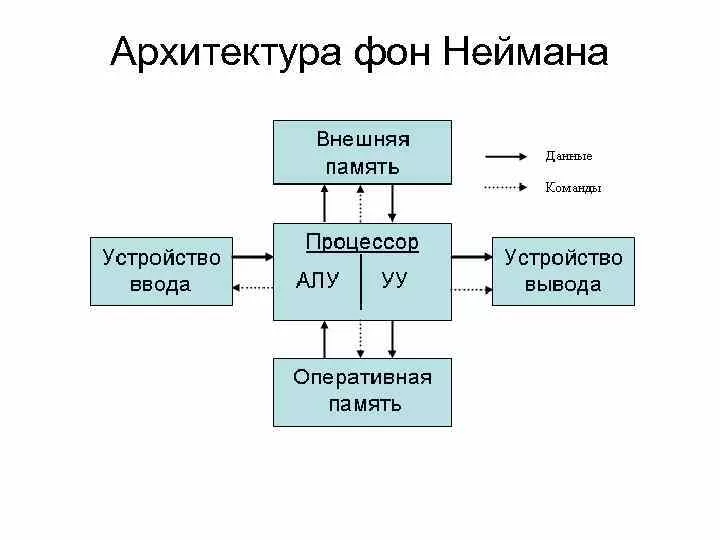 Архитектура фон Неймана
Внешняя
память
Данные
Команды
Устройство
ввода
Процессор
АЛУ УУ
Устройство
вывода
Оперативная
память